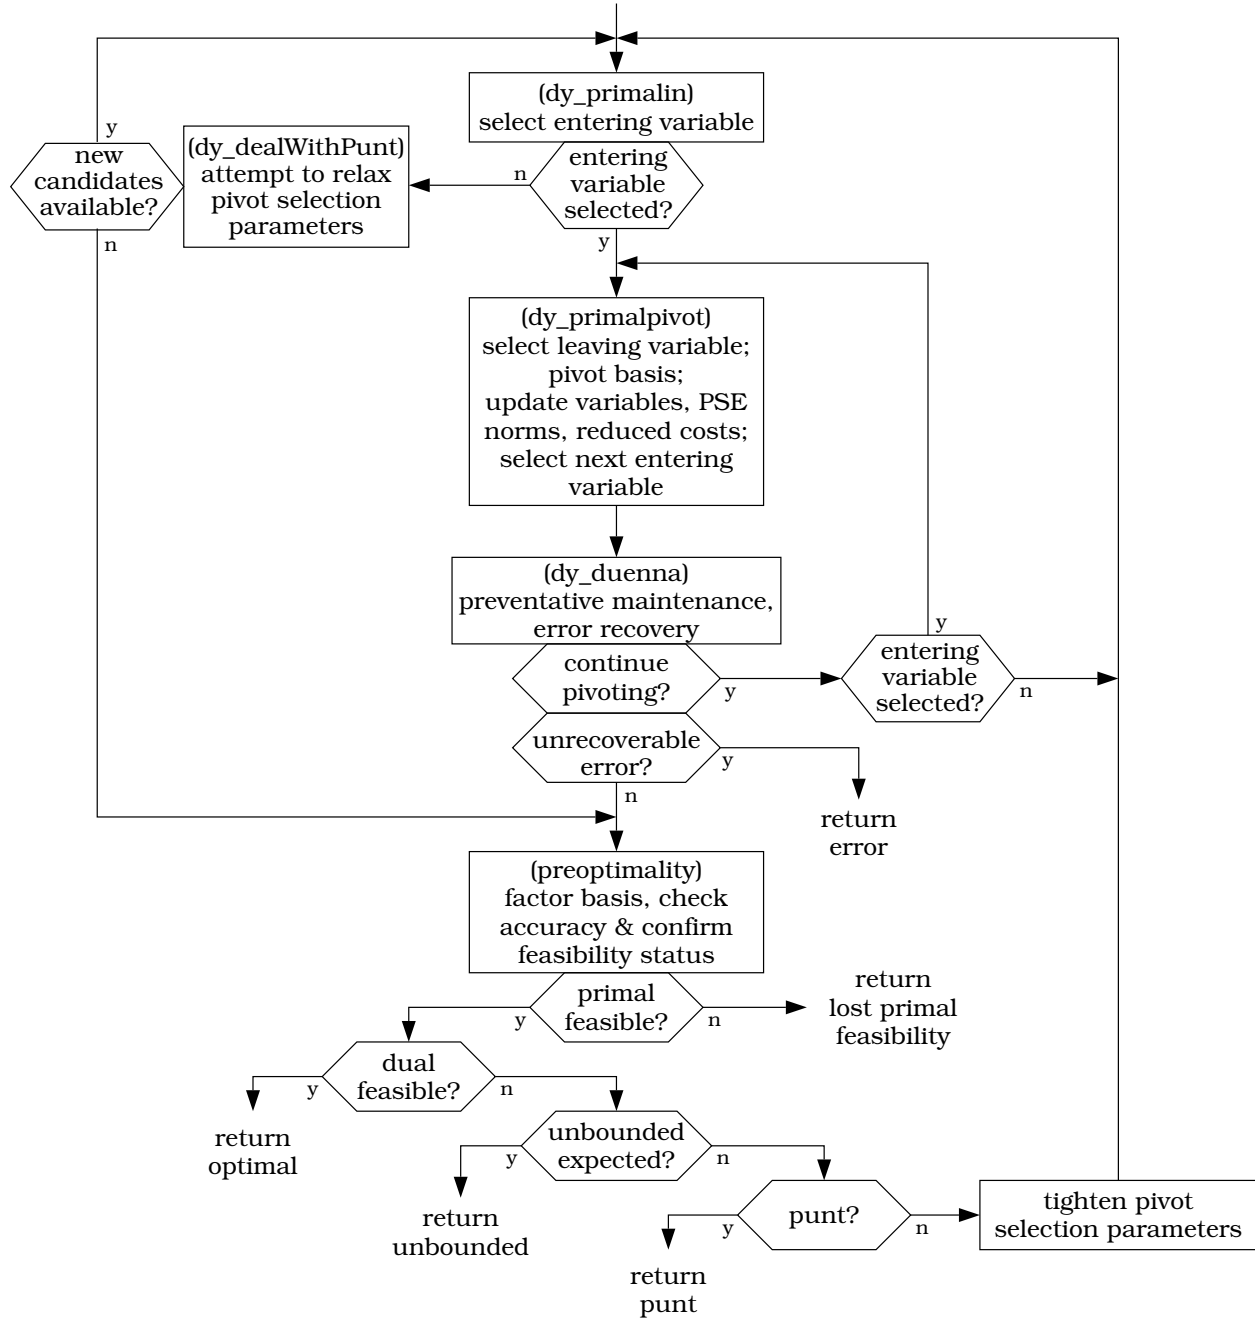 (dy_primalin)
select entering variable
y
new
candidates
available?
n
(dy_dealWithPunt)
attempt to relax
pivot selection
parameters
n
entering
variable
selected?
y
(dy_primalpivot)
select leaving variable;
pivot basis;
update variables, PSE
norms, reduced costs;
select next entering
variable
(dy_duenna)
preventative maintenance,
error recovery
continue
pivoting?
y
y
entering
variable
selected?
n
unrecoverable
error?
y
n
return
error
(preoptimality)
factor basis, check
accuracy & confirm
feasibility status
primal
feasible?
y
n
return
lost primal
feasibility
dual
feasible?
y
n
return
optimal
unbounded
expected?
y
n
return
unbounded
punt?
y
n
return
punt
tighten pivot
selection parameters